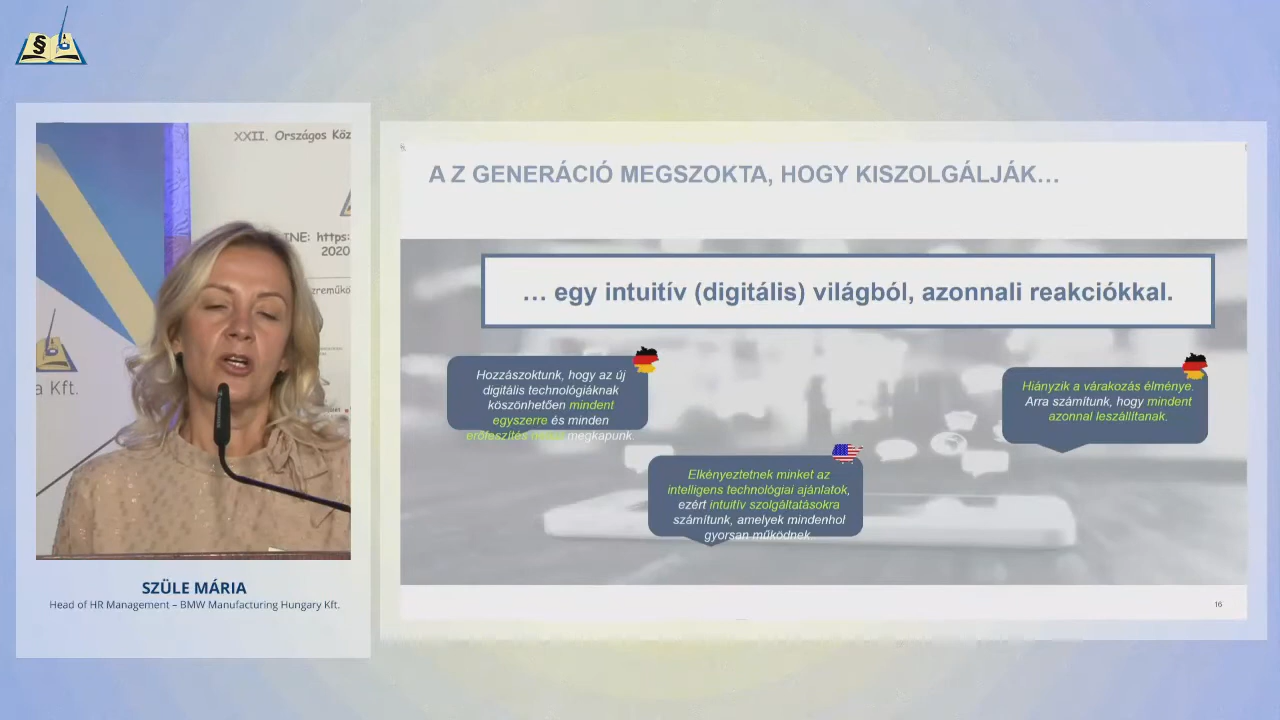 §
XXII. Országos Köz
INE: https:
2020
a Kft.
SZÜLE MÁRIA
Head of HR Management – BMW Manufacturing Hungary Kft.
A Z GENERÁCIÓ MEGSZOKTA, HOGY KISZOLGÁLJÁK…
… egy intuitív (digitális) világból, azonnali reakciókkal.
Hozzászoktunk, hogy az új
digitális technológiáknak
köszönhetően mindent
egyszerre és minden
erőfeszítés nélkül megkapunk.
Elkényeztetnek minket az
intelligens technológiai ajánlatok,
ezért intuitív szolgáltatásokra
számítunk, amelyek mindenhol
gyorsan működnek
Hiányzik a várakozás élménye.
Arra számítunk, hogy mindent
azonnal leszállítanak.
16